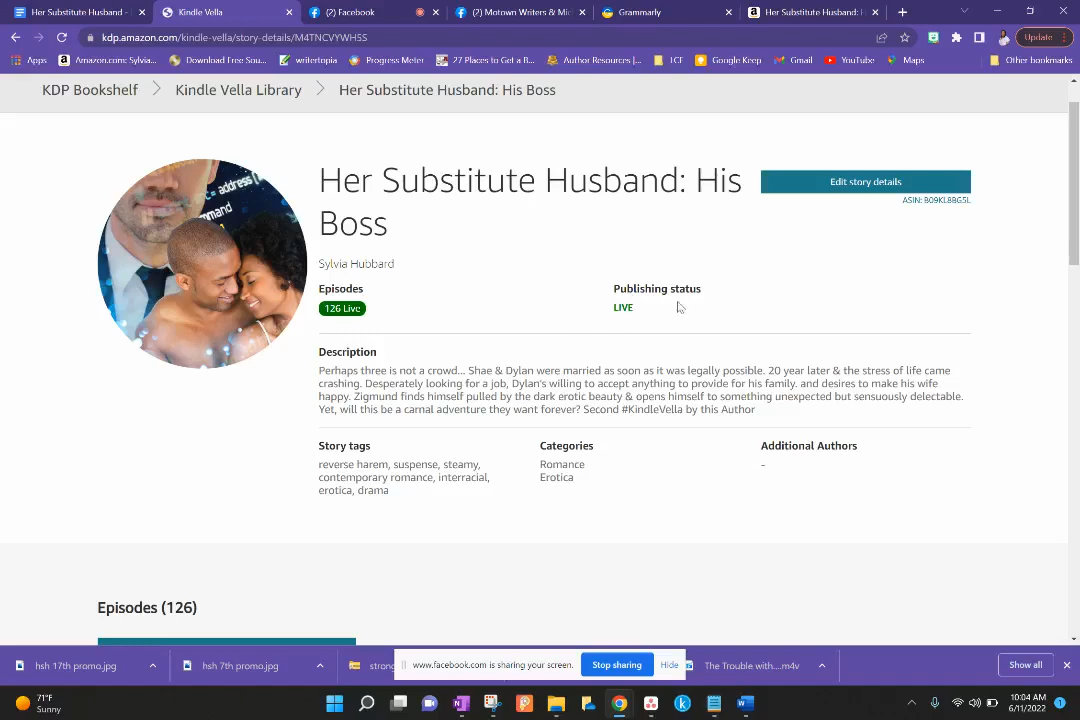 Her Substitute Husband -
Kindle Vella
(2) Facebook
(2) Motown Writers & Mic
Grammarly
Her Substitute Husband: H
kdp.amazon.com/kindle-vella/story-details/M4TNCVYWH5S
Update
Apps
Amazon.com: Sylvia...
Download Free Sou...
writertopia
Progress Meter
27 Places to Get a B...
Author Resources |...
LCF
Google Keep
Gmail
YouTube
Maps
Other bookmarks
KDP Bookshelf
Kindle Vella Library
Her Substitute Husband: His Boss
= address (
mmand
Her Substitute Husband: His
Boss
Edit story details
ASIN: B09KL8BG5L
Sylvia Hubbard
Episodes
Publishing status
126 Live
LIVE
Description
Perhaps three is not a crowd... Shae & Dylan were married as soon as it was legally possible. 20 year later & the stress of life came
crashing. Desperately looking for a job, Dylan's willing to accept anything to provide for his family. and desires to make his wife
happy. Zigmund finds himself pulled by the dark erotic beauty & opens himself to something unexpected but sensuously delectable.
Yet, will this be a carnal adventure they want forever? Second #KindleVella by this Author
Story tags
Categories
Additional Authors
reverse harem, suspense, steamy,
contemporary romance, interracial,
erotica, drama
Romance
Erotica
-
Episodes (126)
hsh 17th promo.jpg
hsh 7th promo.jpg
stron
www.facebook.com is sharing your screen.
Stop sharing
Hide
The Trouble with....m4v
Show all
71°F
Sunny
10:04 AM
6/11/2022
1